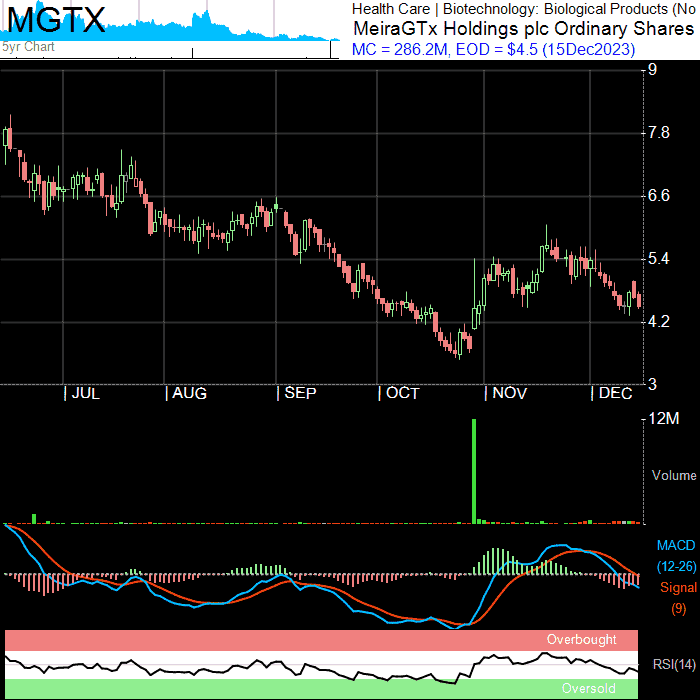 MGTX
5yr Chart
Health Care | Biotechnology: Biological Products (No
MeiraGTx Holdings plc Ordinary Shares
MC = 286.2M, EOD = $4.5 (15Dec2023)
9
7.8
6.6
5.4
4.2
3
| JUL | AUG | SEP | OCT | NOV | DEC
12M
Volume
MACD
(12-26)
Signal
(9)
Overbought
RSI(14)
Oversold